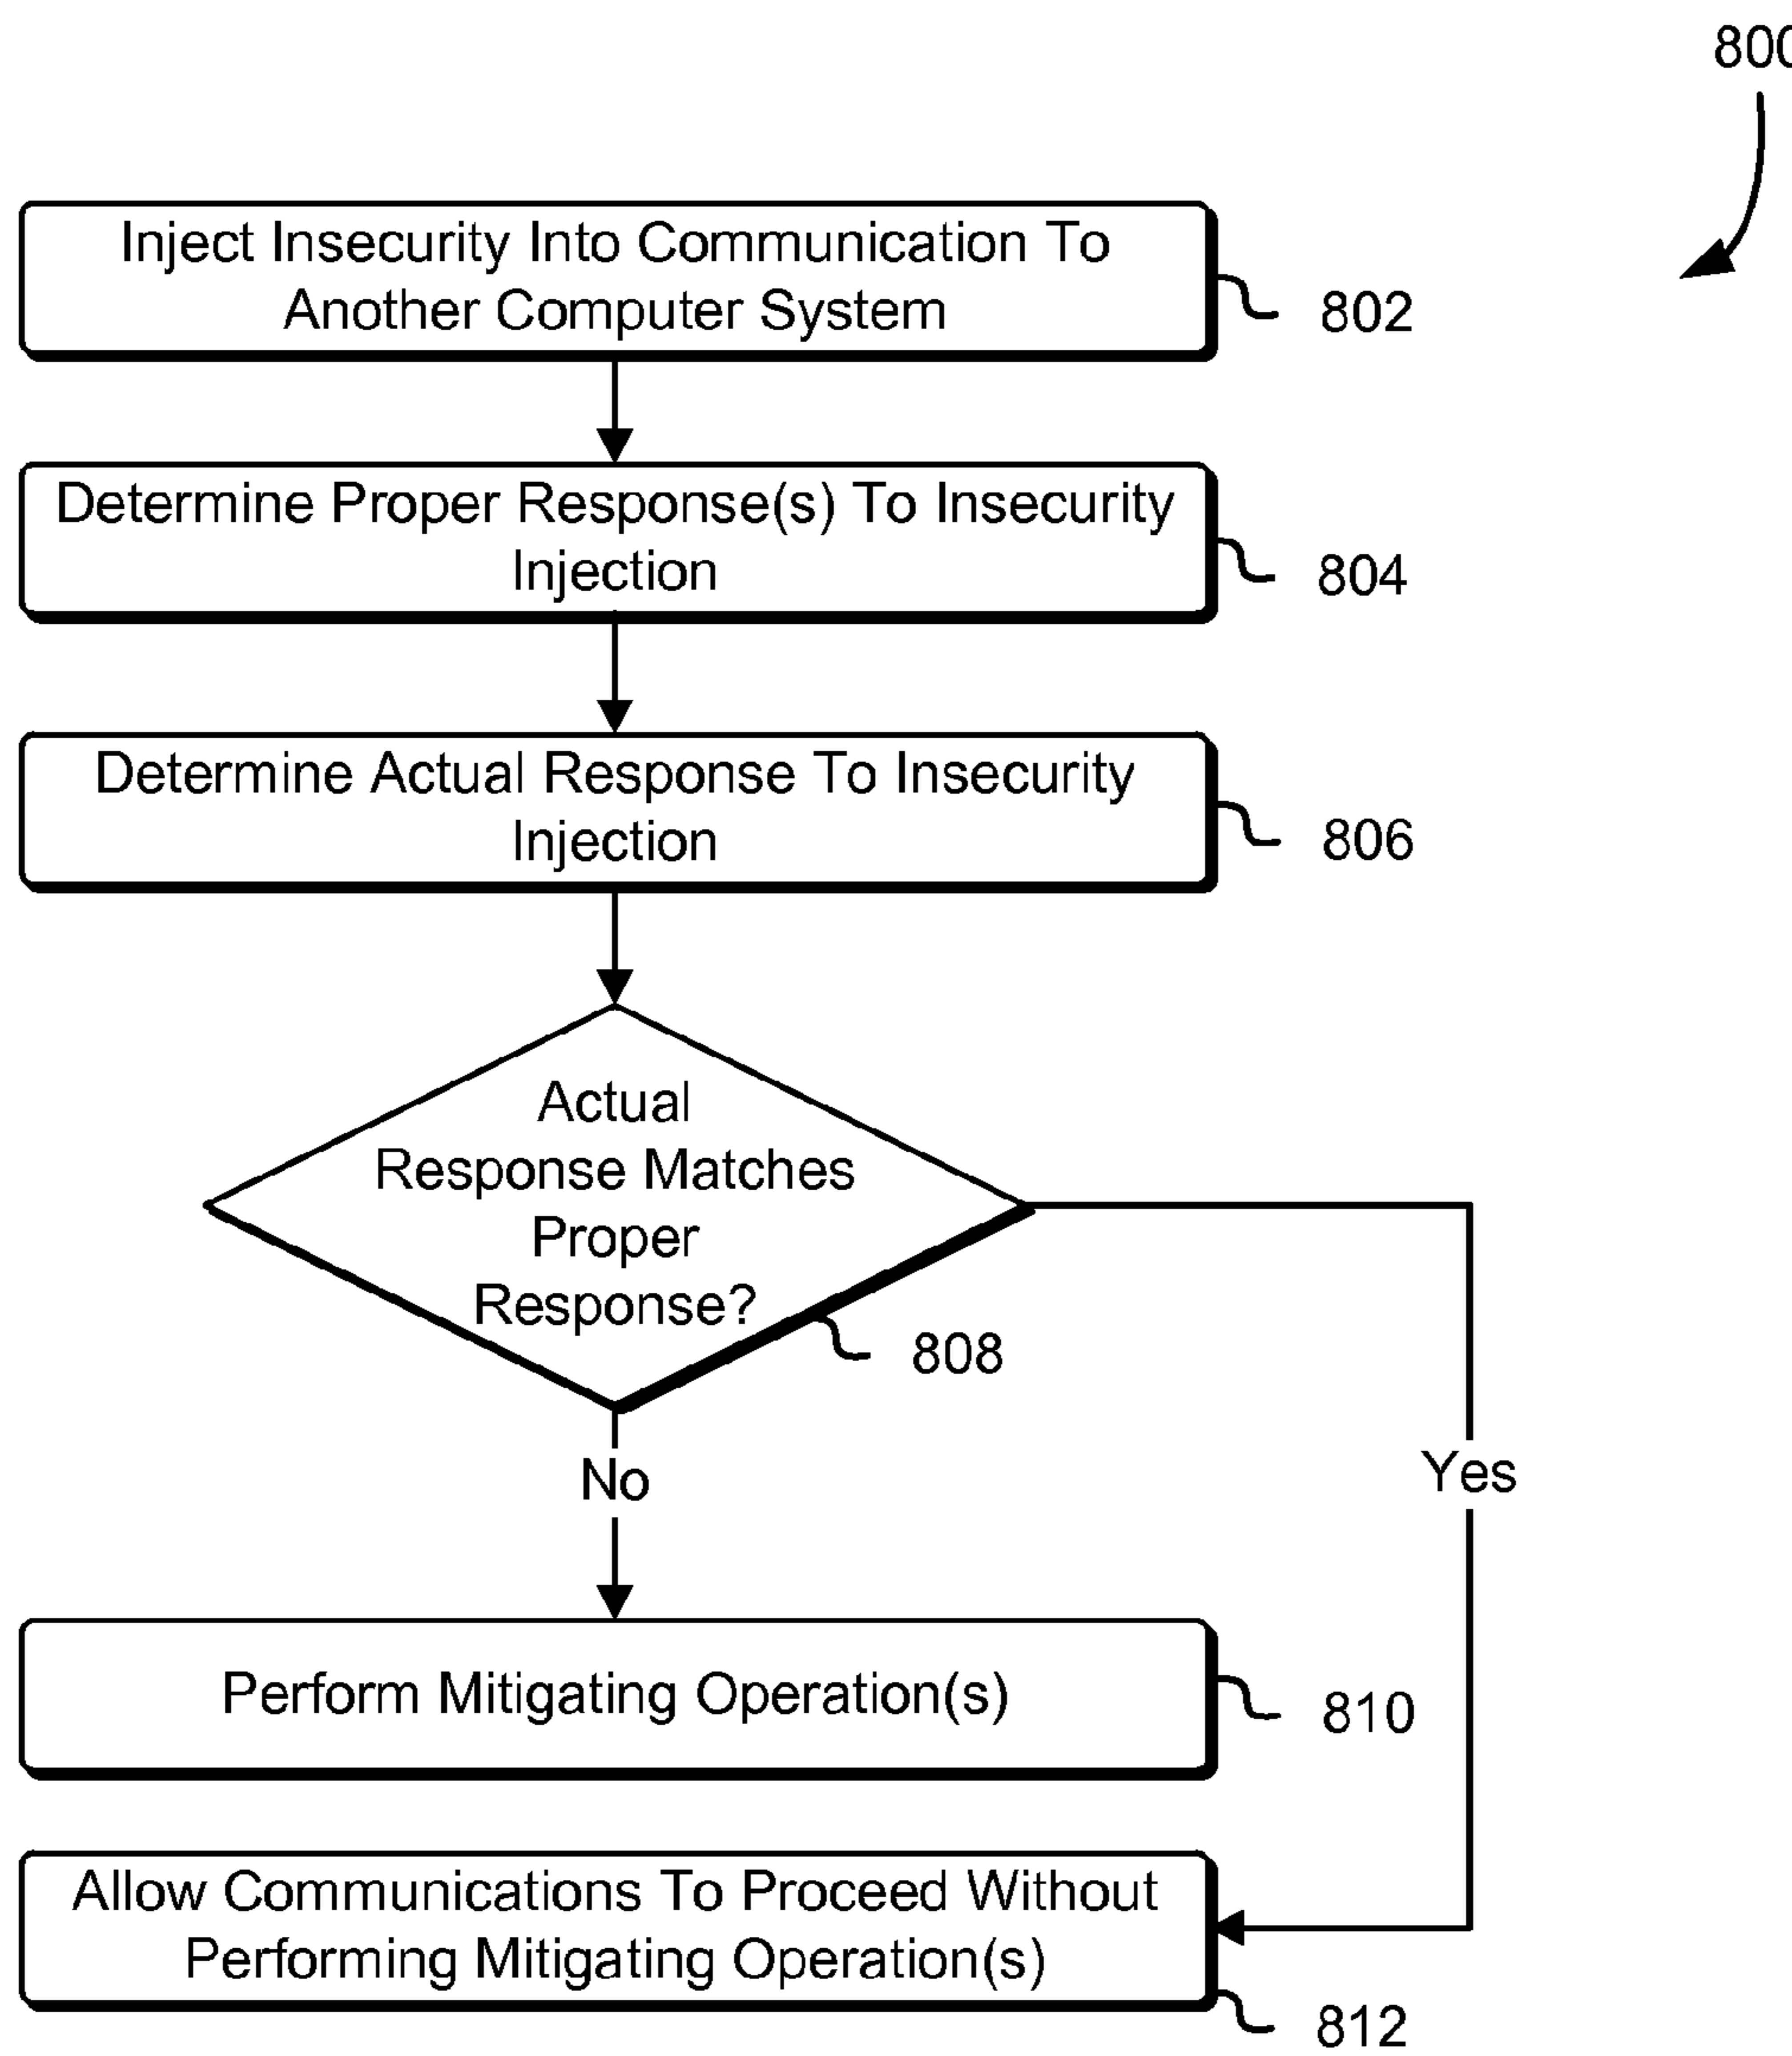 800
Inject Insecurity Into Communication To
Another Computer System
802
Determine Proper Response(s) To Insecurity
Injection
804
Determine Actual Response To Insecurity
Injection
806
Actual
Response Matches
Proper
Response?
808
No
Yes
Perform Mitigating Operation(s)
810
Allow Communications To Proceed Without
Performing Mitigating Operation(s)
812